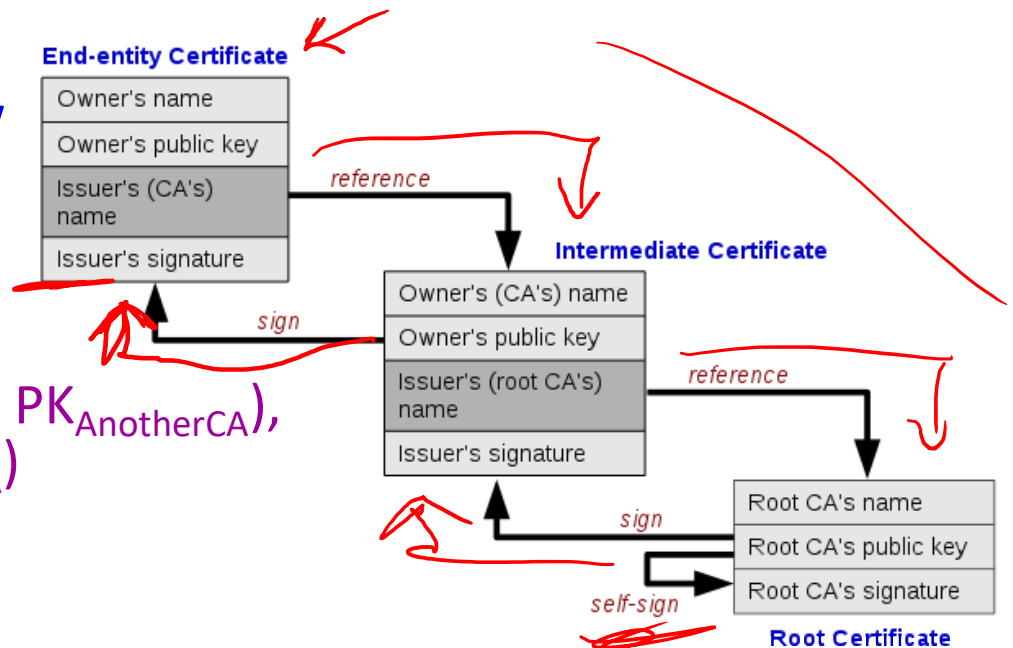 End-entity Certificate
Owner's name
Owner's public key
Issuer's (CA's)
name
Issuer's signature
reference
sign
Intermediate Certificate
Owner's (CA's) name
Owner's public key
Issuer's (root CA's)
name
Issuer's signature
reference
sign
PK_AnotherCA),
)
Root CA's name
Root CA's public key
Root CA's signature
self-sign
Root Certificate